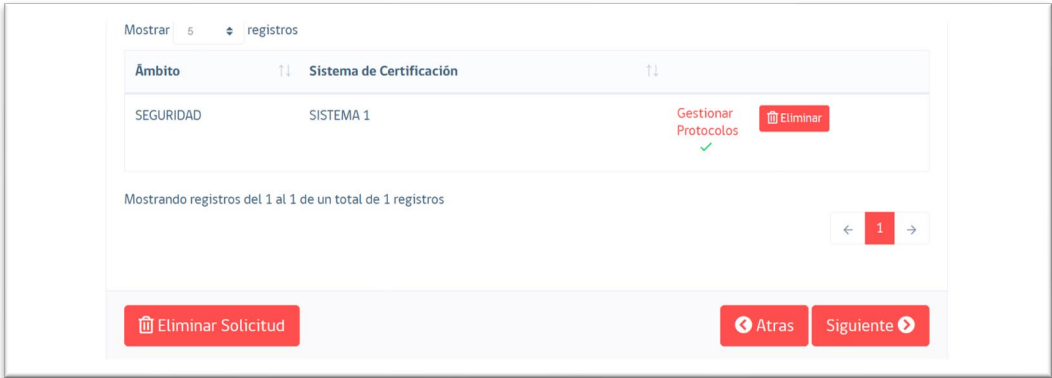 Mostrar 5 registros
Ámbito Sistema de Certificación
SEGURIDAD SISTEMA 1 Gestionar Eliminar
Protocolos
Mostrando registros del 1 al 1 de un total de 1 registros
1
Eliminar Solicitud Atras Siguiente